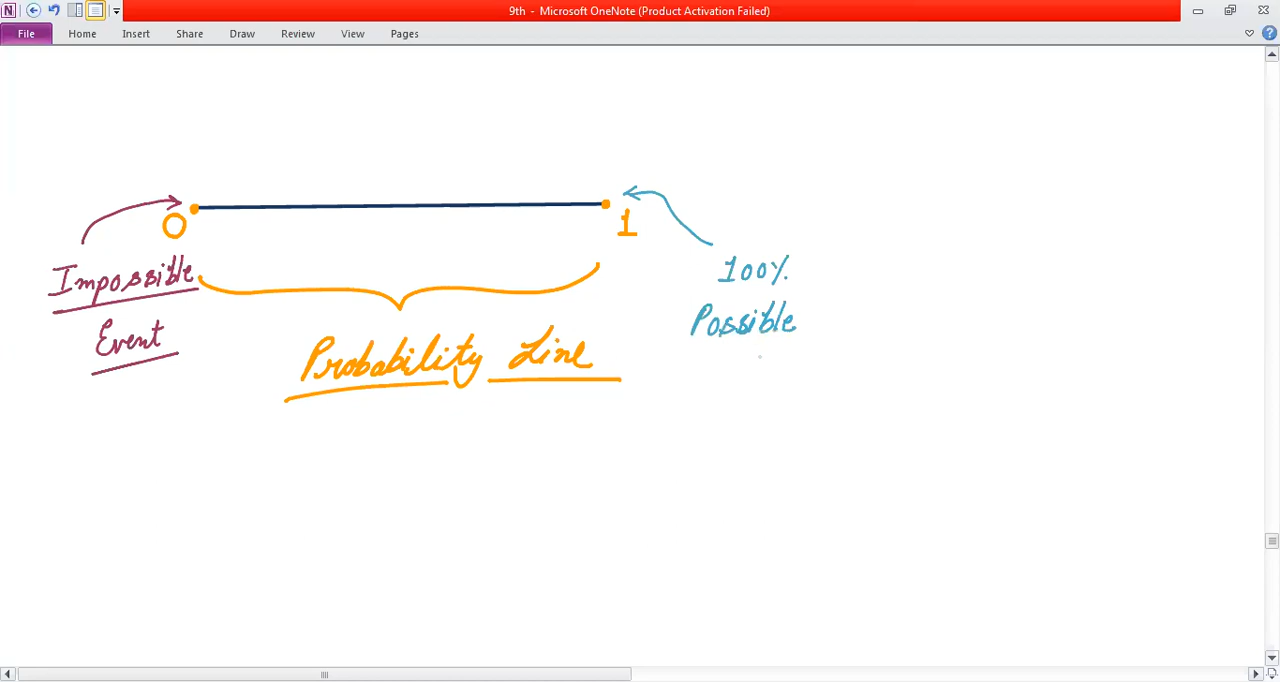 9th - Microsoft OneNote (Product Activation Failed)
File Home Insert Share Draw Review View Pages
0
1
Impossible
Event
100%
Possible
Probability Line